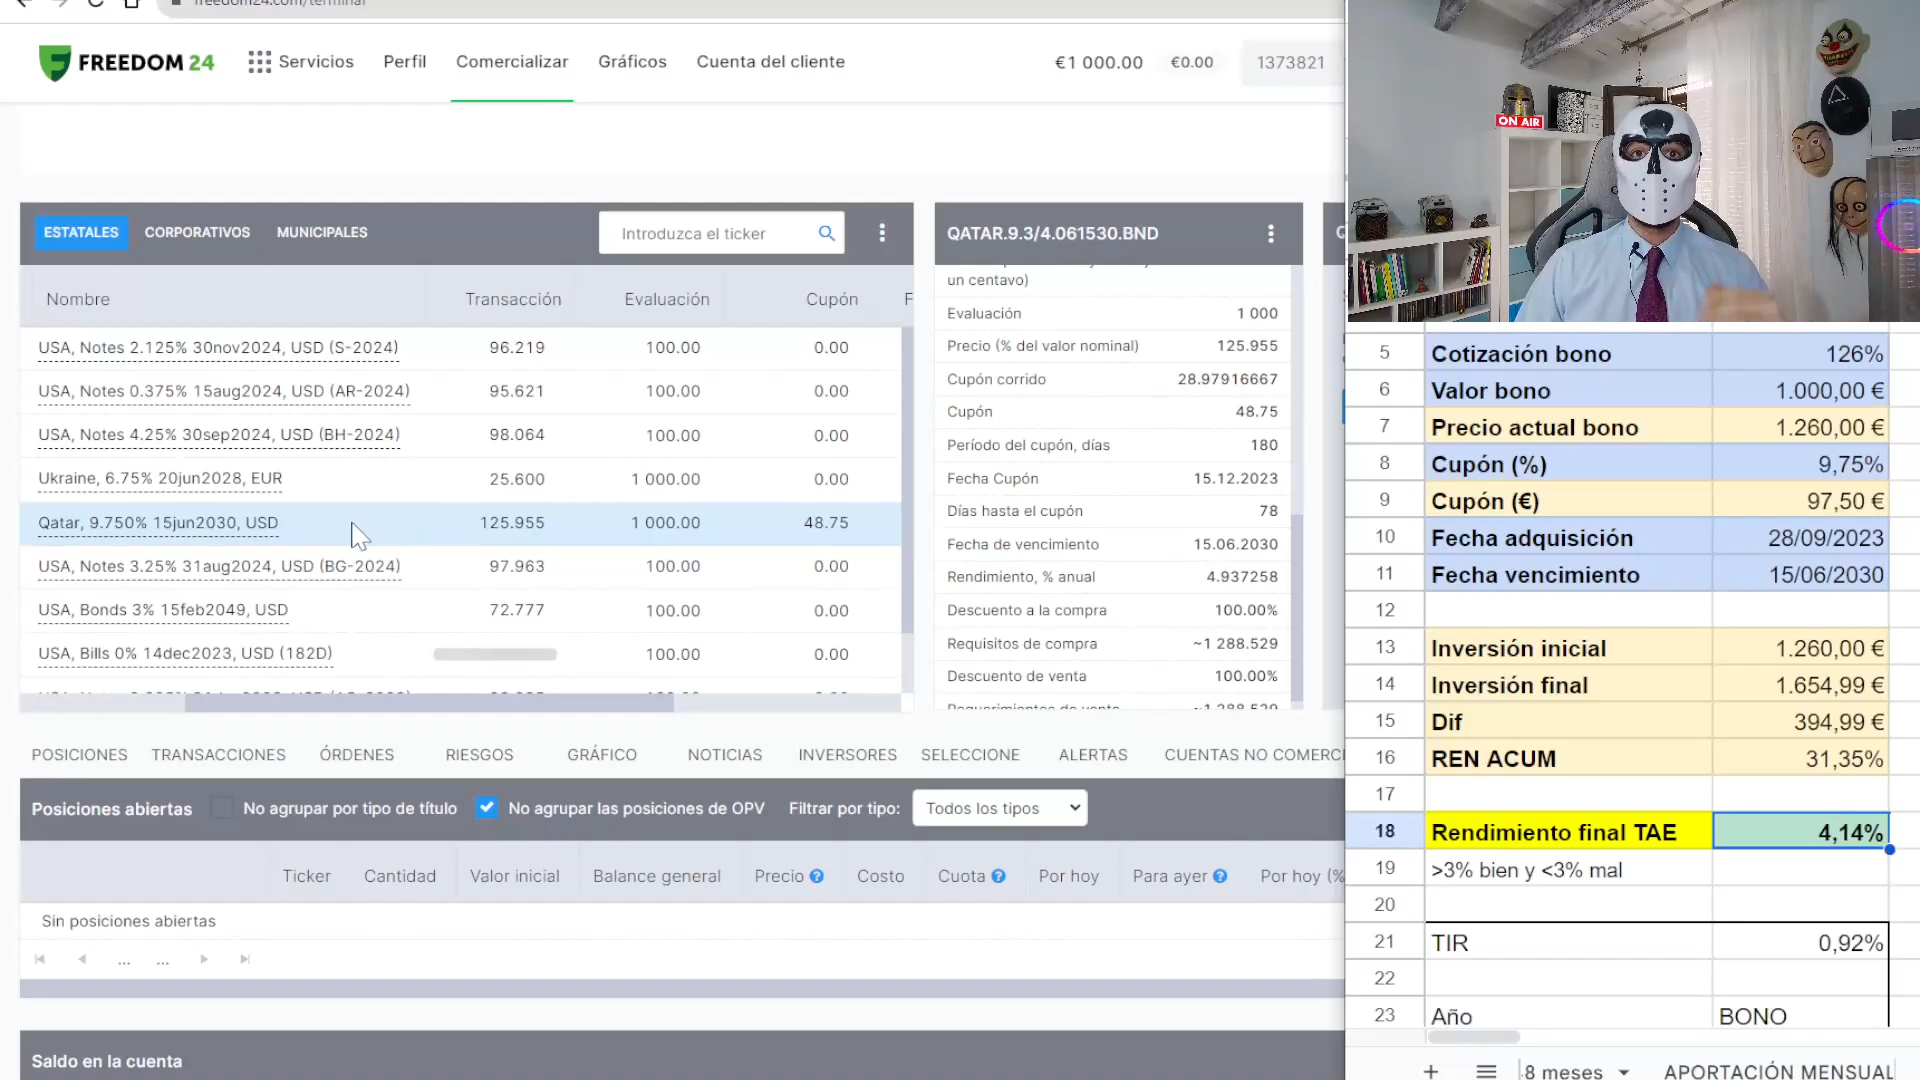 freedom24.com/terminal
FREEDOM 24
Servicios
Perfil
Comercializar
Gráficos
Cuenta del cliente
€1 000.00
€0.00
1373821
ON AIR
ESTATALES
CORPORATIVOS
MUNICIPALES
Introduzca el ticker
Nombre Transacción Evaluación Cupón F
USA, Notes 2.125% 30nov2024, USD (S-2024) 96.219 100.00 0.00
USA, Notes 0.375% 15aug2024, USD (AR-2024) 95.621 100.00 0.00
USA, Notes 4.25% 30sep2024, USD (BH-2024) 98.064 100.00 0.00
Ukraine, 6.75% 20jun2028, EUR 25.600 1 000.00 0.00
Qatar, 9.750% 15jun2030, USD 125.955 1 000.00 48.75
USA, Notes 3.25% 31aug2024, USD (BG-2024) 97.963 100.00 0.00
USA, Bonds 3% 15feb2049, USD 72.777 100.00 0.00
USA, Bills 0% 14dec2023, USD (182D) 100.00 0.00
QATAR.9.3/4.061530.BND
un centavo)
Evaluación 1 000
Precio (% del valor nominal) 125.955
Cupón corrido 28.97916667
Cupón 48.75
Período del cupón, días 180
Fecha Cupón 15.12.2023
Días hasta el cupón 78
Fecha de vencimiento 15.06.2030
Rendimiento, % anual 4.937258
Descuento a la compra 100.00%
Requisitos de compra ~1 288.529
Descuento de venta 100.00%
Requerimientos de venta ~1 288.529
5 Cotización bono 126%
6 Valor bono 1.000,00 €
7 Precio actual bono 1.260,00 €
8 Cupón (%) 9,75%
9 Cupón (€) 97,50 €
10 Fecha adquisición 28/09/2023
11 Fecha vencimiento 15/06/2030
12
13 Inversión inicial 1.260,00 €
14 Inversión final 1.654,99 €
15 Dif 394,99 €
16 REN ACUM 31,35%
17
18 Rendimiento final TAE 4,14%
19 >3% bien y <3% mal
20
21 TIR 0,92%
22
23 Año BONO
+ 8 meses APORTACIÓN MENSUAL
POSICIONES TRANSACCIONES ÓRDENES RIESGOS GRÁFICO NOTICIAS INVERSORES SELECCIONE ALERTAS CUENTAS NO COMERCI
Posiciones abiertas No agrupar por tipo de título No agrupar las posiciones de OPV Filtrar por tipo: Todos los tipos
Ticker Cantidad Valor inicial Balance general Precio ? Costo Cuota ? Por hoy Para ayer ? Por hoy (%
Sin posiciones abiertas
... ...
Saldo en la cuenta